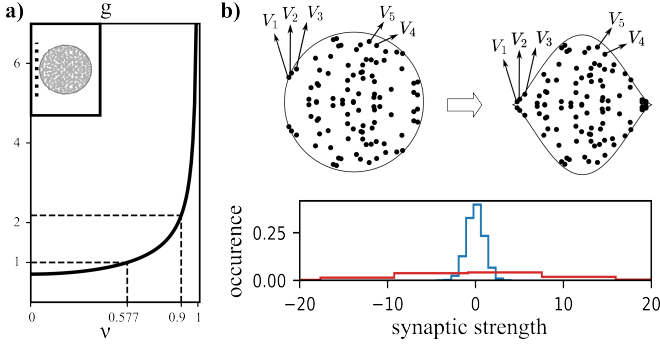 a)
g
6
4
2
1
0
0.577
0.9
1
ν
b)
V1
V2
V3
V5
V4
V1
V2
V3
V5
V4
occurence
0.25
0.00
−20
−10
0
10
20
synaptic strength